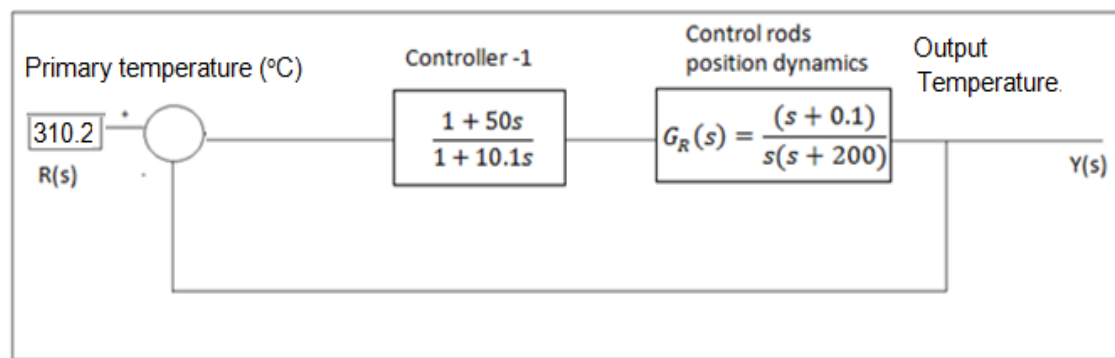 Primary temperature (°C)
310.2
+
R(s)
-
Controller -1
1 + 50s
1 + 10.1s
Control rods
position dynamics
G_R(s) = (s + 0.1)
s(s + 200)
Output
Temperature.
Y(s)